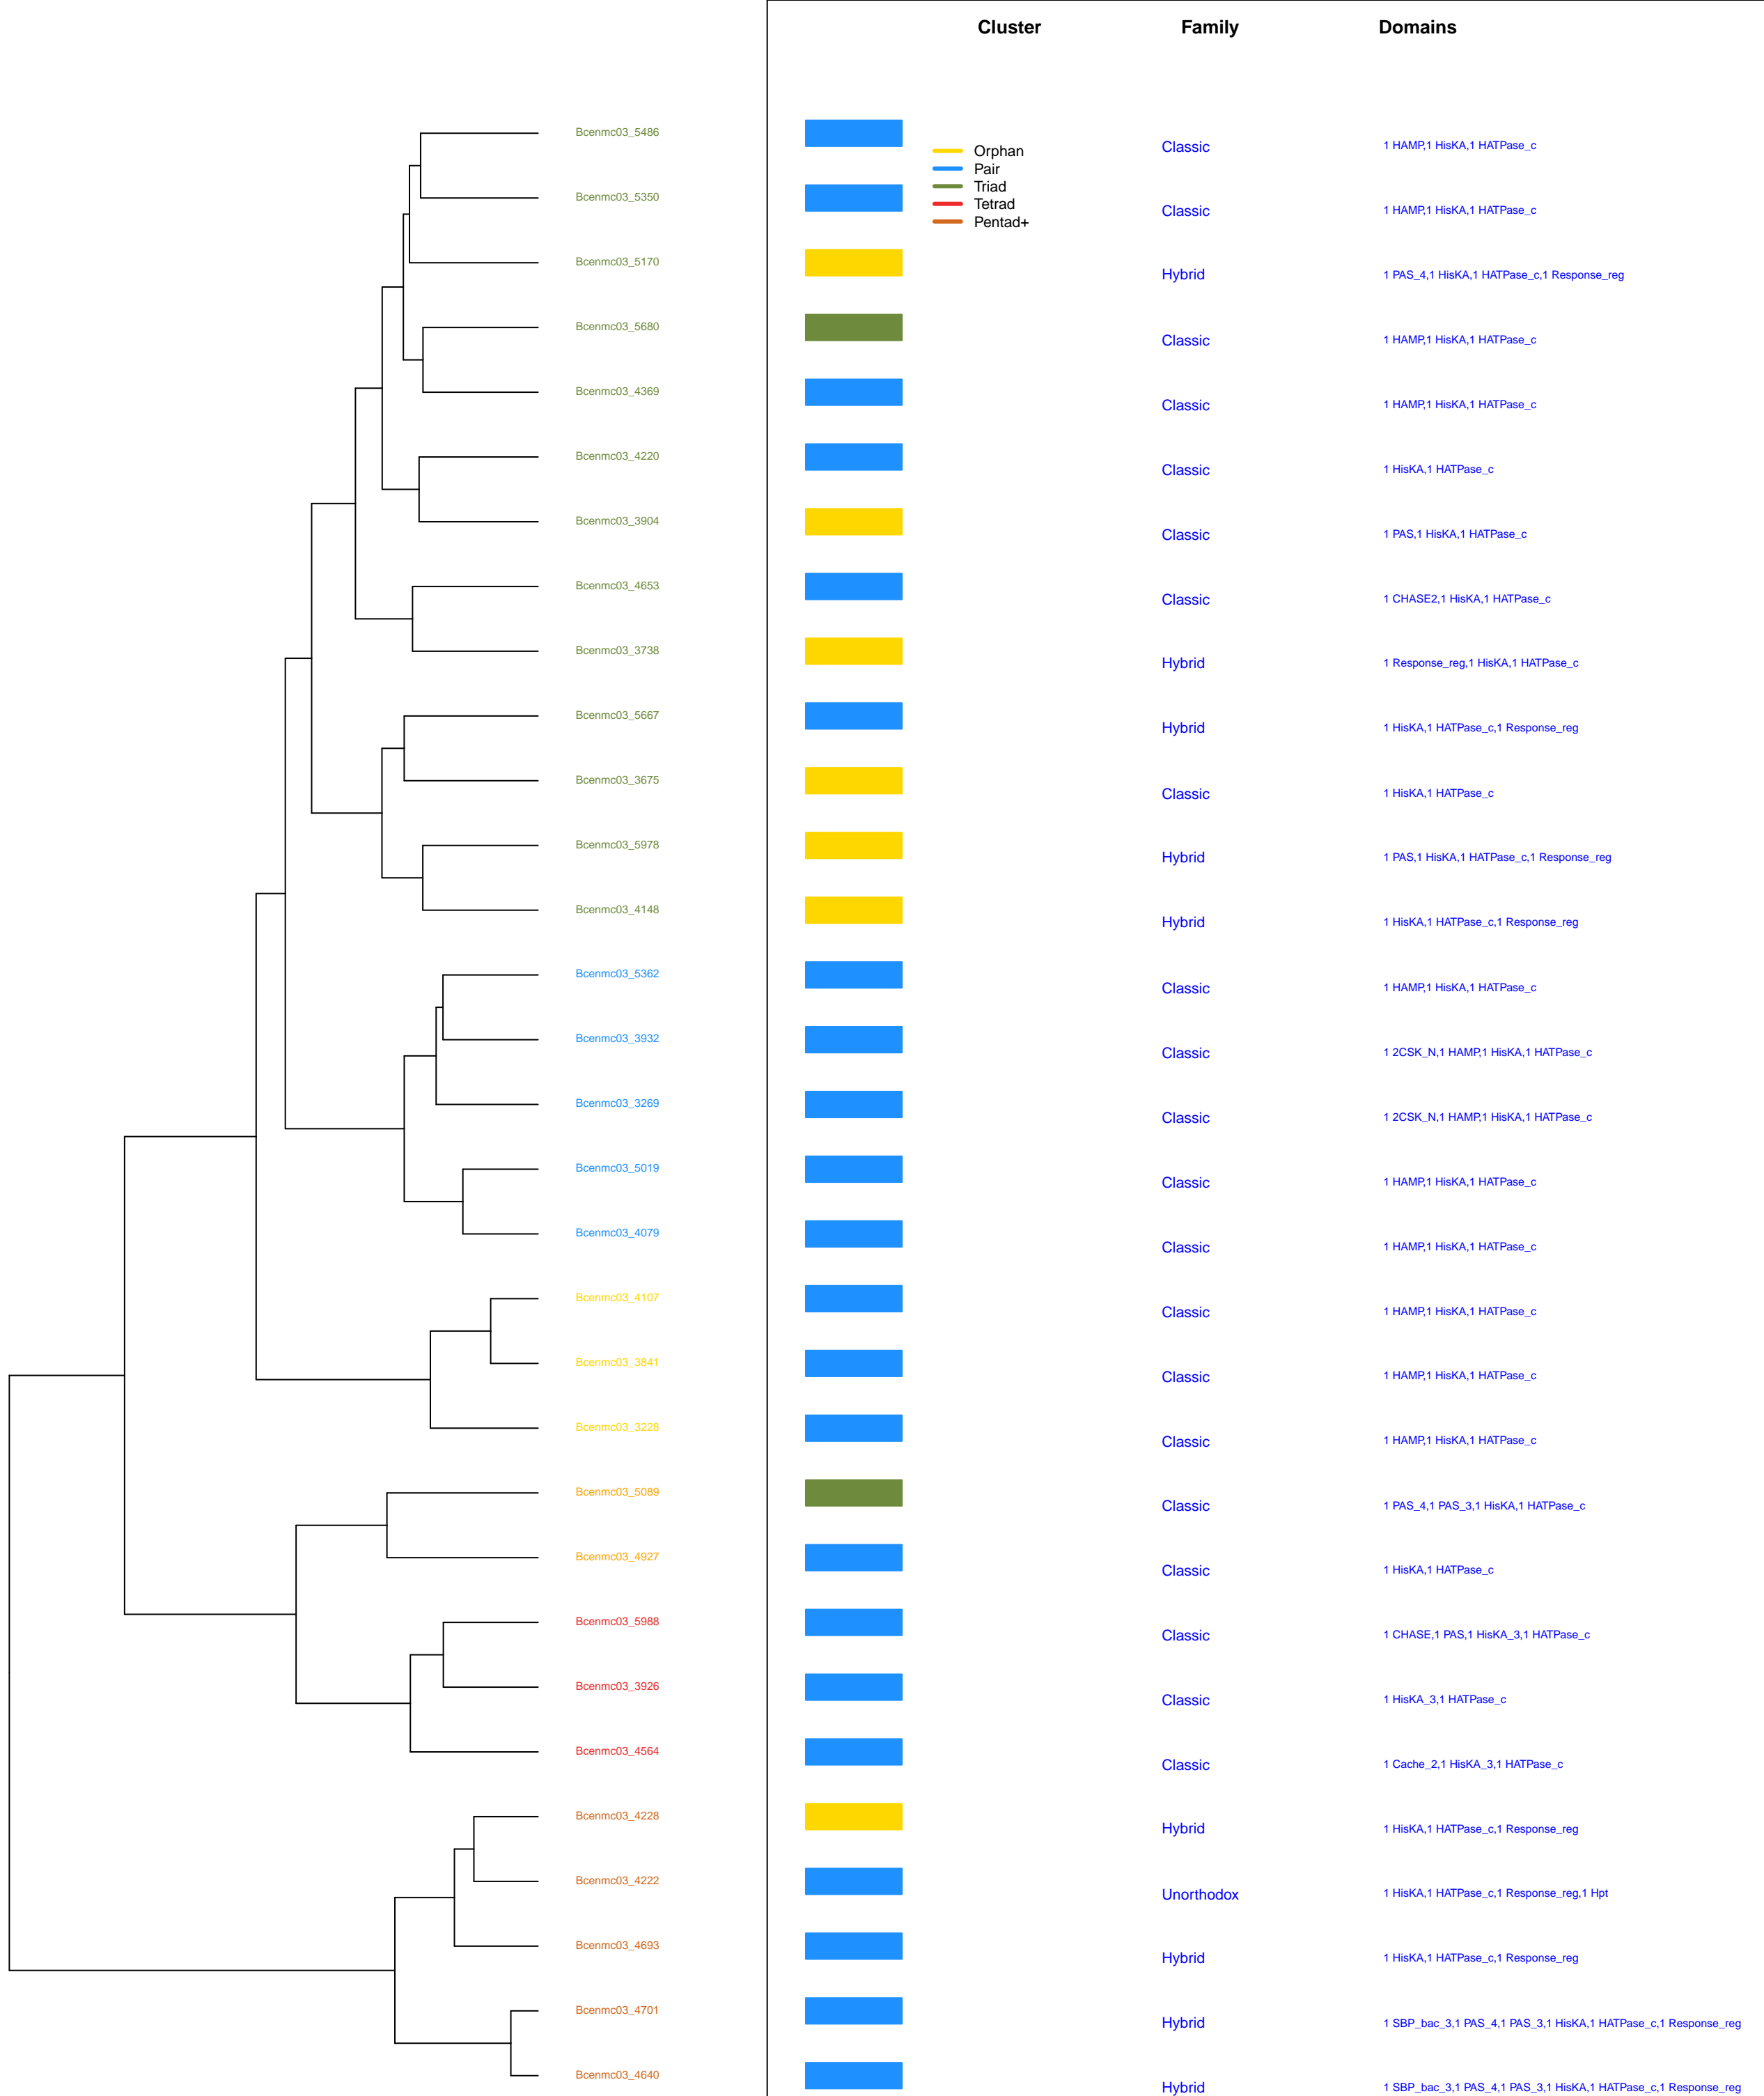 Cluster Family Domains
Bcenmc03_5486 Classic 1 HAMP,1 HisKA,1 HATPase_c
Orphan
Pair
Triad
Tetrad
Pentad+
Bcenmc03_5350 Classic 1 HAMP,1 HisKA,1 HATPase_c
Bcenmc03_5170 Hybrid 1 PAS_4,1 HisKA,1 HATPase_c,1 Response_reg
Bcenmc03_5680 Classic 1 HAMP,1 HisKA,1 HATPase_c
Bcenmc03_4369 Classic 1 HAMP,1 HisKA,1 HATPase_c
Bcenmc03_4220 Classic 1 HisKA,1 HATPase_c
Bcenmc03_3904 Classic 1 PAS,1 HisKA,1 HATPase_c
Bcenmc03_4653 Classic 1 CHASE2,1 HisKA,1 HATPase_c
Bcenmc03_3738 Hybrid 1 Response_reg,1 HisKA,1 HATPase_c
Bcenmc03_5667 Hybrid 1 HisKA,1 HATPase_c,1 Response_reg
Bcenmc03_3675 Classic 1 HisKA,1 HATPase_c
Bcenmc03_5978 Hybrid 1 PAS,1 HisKA,1 HATPase_c,1 Response_reg
Bcenmc03_4148 Hybrid 1 HisKA,1 HATPase_c,1 Response_reg
Bcenmc03_5362 Classic 1 HAMP,1 HisKA,1 HATPase_c
Bcenmc03_3932 Classic 1 2CSK_N,1 HAMP,1 HisKA,1 HATPase_c
Bcenmc03_3269 Classic 1 2CSK_N,1 HAMP,1 HisKA,1 HATPase_c
Bcenmc03_5019 Classic 1 HAMP,1 HisKA,1 HATPase_c
Bcenmc03_4079 Classic 1 HAMP,1 HisKA,1 HATPase_c
Bcenmc03_4107 Classic 1 HAMP,1 HisKA,1 HATPase_c
Bcenmc03_3841 Classic 1 HAMP,1 HisKA,1 HATPase_c
Bcenmc03_3228 Classic 1 HAMP,1 HisKA,1 HATPase_c
Bcenmc03_5089 Classic 1 PAS_4,1 PAS_3,1 HisKA,1 HATPase_c
Bcenmc03_4927 Classic 1 HisKA,1 HATPase_c
Bcenmc03_5988 Classic 1 CHASE,1 PAS,1 HisKA_3,1 HATPase_c
Bcenmc03_3926 Classic 1 HisKA_3,1 HATPase_c
Bcenmc03_4564 Classic 1 Cache_2,1 HisKA_3,1 HATPase_c
Bcenmc03_4228 Hybrid 1 HisKA,1 HATPase_c,1 Response_reg
Bcenmc03_4222 Unorthodox 1 HisKA,1 HATPase_c,1 Response_reg,1 Hpt
Bcenmc03_4693 Hybrid 1 HisKA,1 HATPase_c,1 Response_reg
Bcenmc03_4701 Hybrid 1 SBP_bac_3,1 PAS_4,1 PAS_3,1 HisKA,1 HATPase_c,1 Response_reg
Bcenmc03_4640 Hybrid 1 SBP_bac_3,1 PAS_4,1 PAS_3,1 HisKA,1 HATPase_c,1 Response_reg